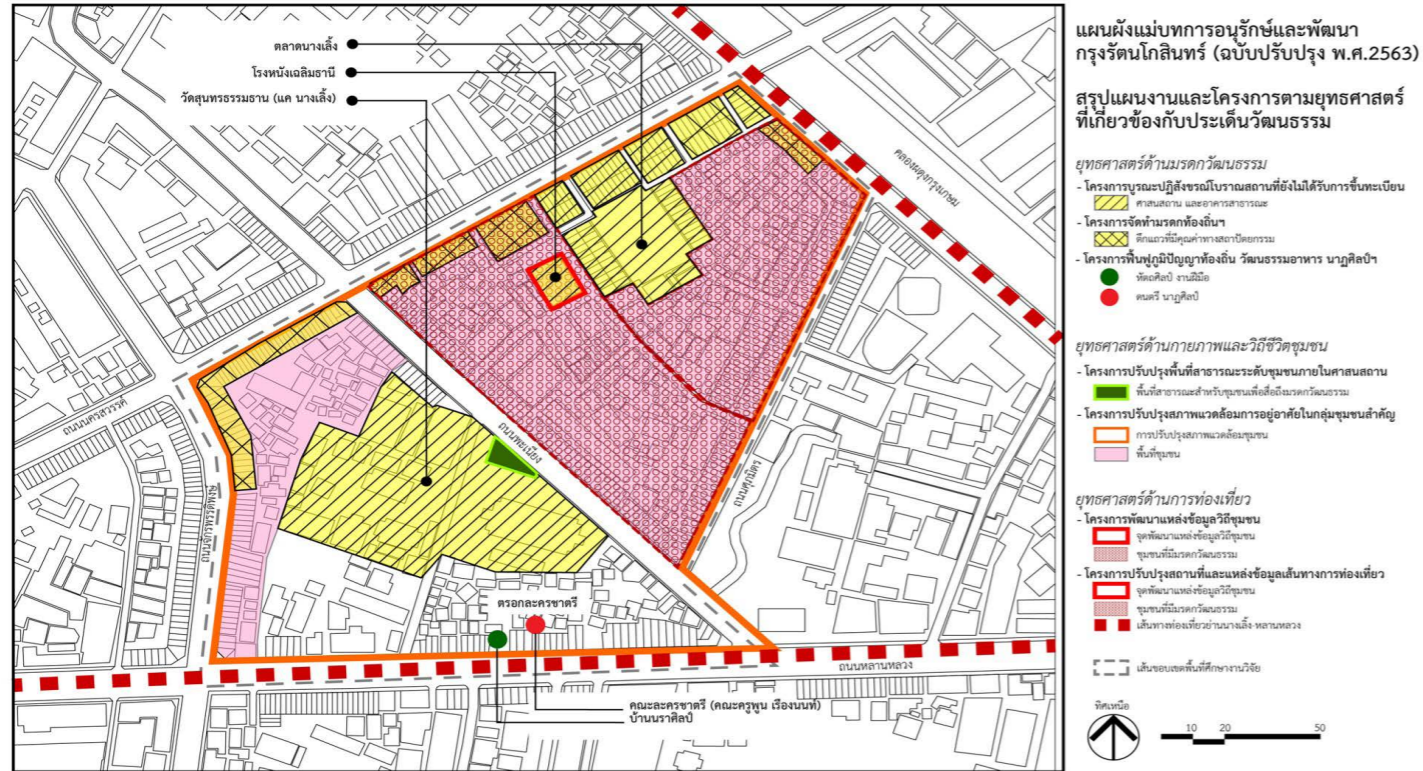 ตลาดนางเลิ้ง
โรงหนังเฉลิมธานี
วัดสุนทรธรรมธาน (แค นางเลิ้ง)
คลองผดุงกรุงเกษม
ถนนนครสวรรค์
ถนนพะเนียง
ถนนศุภมิตร
ถนนจักรพรรดิพงษ์
ตรอกละครชาตรี
ถนนหลานหลวง
คณะละครชาตรี (คณะครูพูน เรืองนนท์)
บ้านนราศิลป์
แผนผังแม่บทการอนุรักษ์และพัฒนา
กรุงรัตนโกสินทร์ (ฉบับปรับปรุง พ.ศ.2563)
สรุปแผนงานและโครงการตามยุทธศาสตร์
ที่เกี่ยวข้องกับประเด็นวัฒนธรรม
ยุทธศาสตร์ด้านมรดกวัฒนธรรม
- โครงการบูรณะปฏิสังขรณ์โบราณสถานที่ยังไม่ได้รับการขึ้นทะเบียน
ศาสนสถาน และอาคารสาธารณะ
- โครงการจัดทำมรดกท้องถิ่นฯ
ตึกแถวที่มีคุณค่าทางสถาปัตยกรรม
- โครงการฟื้นฟูภูมิปัญญาท้องถิ่น วัฒนธรรมอาหาร นาฏศิลป์ฯ
หัตถศิลป์ งานฝีมือ
ดนตรี นาฏศิลป์
ยุทธศาสตร์ด้านกายภาพและวิถีชีวิตชุมชน
- โครงการปรับปรุงพื้นที่สาธารณะระดับชุมชนภายในศาสนสถาน
พื้นที่สาธารณะสำหรับชุมชนเพื่อสื่อถึงมรดกวัฒนธรรม
- โครงการปรับปรุงสภาพแวดล้อมการอยู่อาศัยในกลุ่มชุมชนสำคัญ
การปรับปรุงสภาพแวดล้อมชุมชน
พื้นที่ชุมชน
ยุทธศาสตร์ด้านการท่องเที่ยว
- โครงการพัฒนาแหล่งข้อมูลวิถีชุมชน
จุดพัฒนาแหล่งข้อมูลวิถีชุมชน
ชุมชนที่มีมรดกวัฒนธรรม
- โครงการปรับปรุงสถานที่และแหล่งข้อมูลเส้นทางการท่องเที่ยว
จุดพัฒนาแหล่งข้อมูลวิถีชุมชน
ชุมชนที่มีมรดกวัฒนธรรม
เส้นทางท่องเที่ยวย่านนางเลิ้ง-หลานหลวง
เส้นขอบเขตพื้นที่ศึกษางานวิจัย
ทิศเหนือ
10 20 50